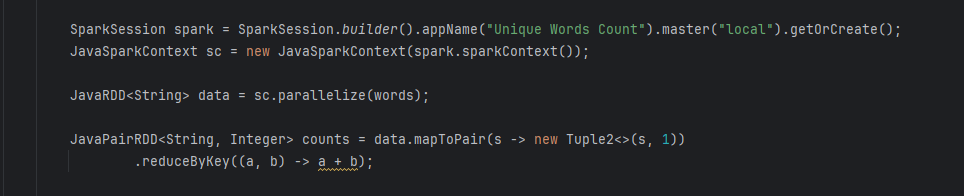 SparkSession spark = SparkSession.builder().appName("Unique Words Count").master("local").getOrCreate();
JavaSparkContext sc = new JavaSparkContext(spark.sparkContext());
JavaRDD<String> data = sc.parallelize(words);
JavaPairRDD<String, Integer> counts = data.mapToPair(s -> new Tuple2<>(s, 1))
.reduceByKey((a, b) -> a + b);